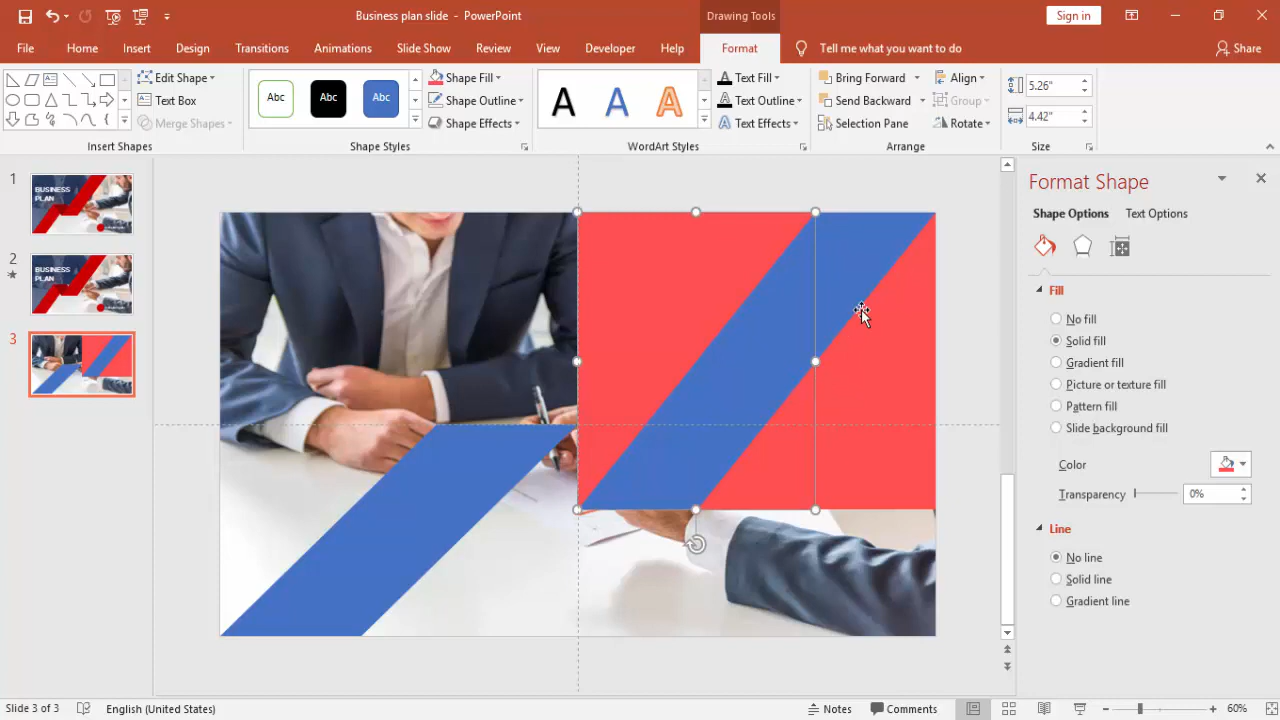 Business plan slide - PowerPoint
Drawing Tools
Sign in
File Home Insert Design Transitions Animations Slide Show Review View Developer Help Format Tell me what you want to do Share
Edit Shape
Text Box
Merge Shapes
Insert Shapes
Abc Abc Abc
Shape Fill
Shape Outline
Shape Effects
Shape Styles
A A A
Text Fill
Text Outline
Text Effects
WordArt Styles
Bring Forward
Send Backward
Selection Pane
Align
Group
Rotate
Arrange
5.26"
4.42"
Size
1
BUSINESS
PLAN
2
BUSINESS
PLAN
3
Format Shape
Shape Options Text Options
Fill
No fill
Solid fill
Gradient fill
Picture or texture fill
Pattern fill
Slide background fill
Color
Transparency 0%
Line
No line
Solid line
Gradient line
Slide 3 of 3 English (United States) Notes Comments 60%